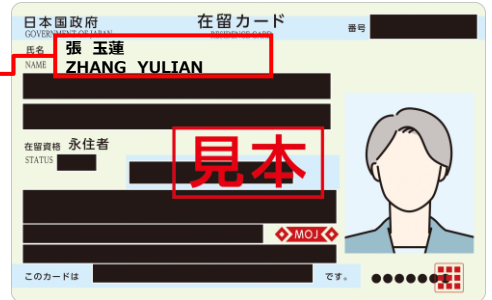 日本国政府 在留カード 番号
GOVERNMENT OF JAPAN RESIDENCE CARD
氏名 張 玉蓮
NAME ZHANG YULIAN
在留資格 永住者
STATUS
見本
MOJ
このカードは です。